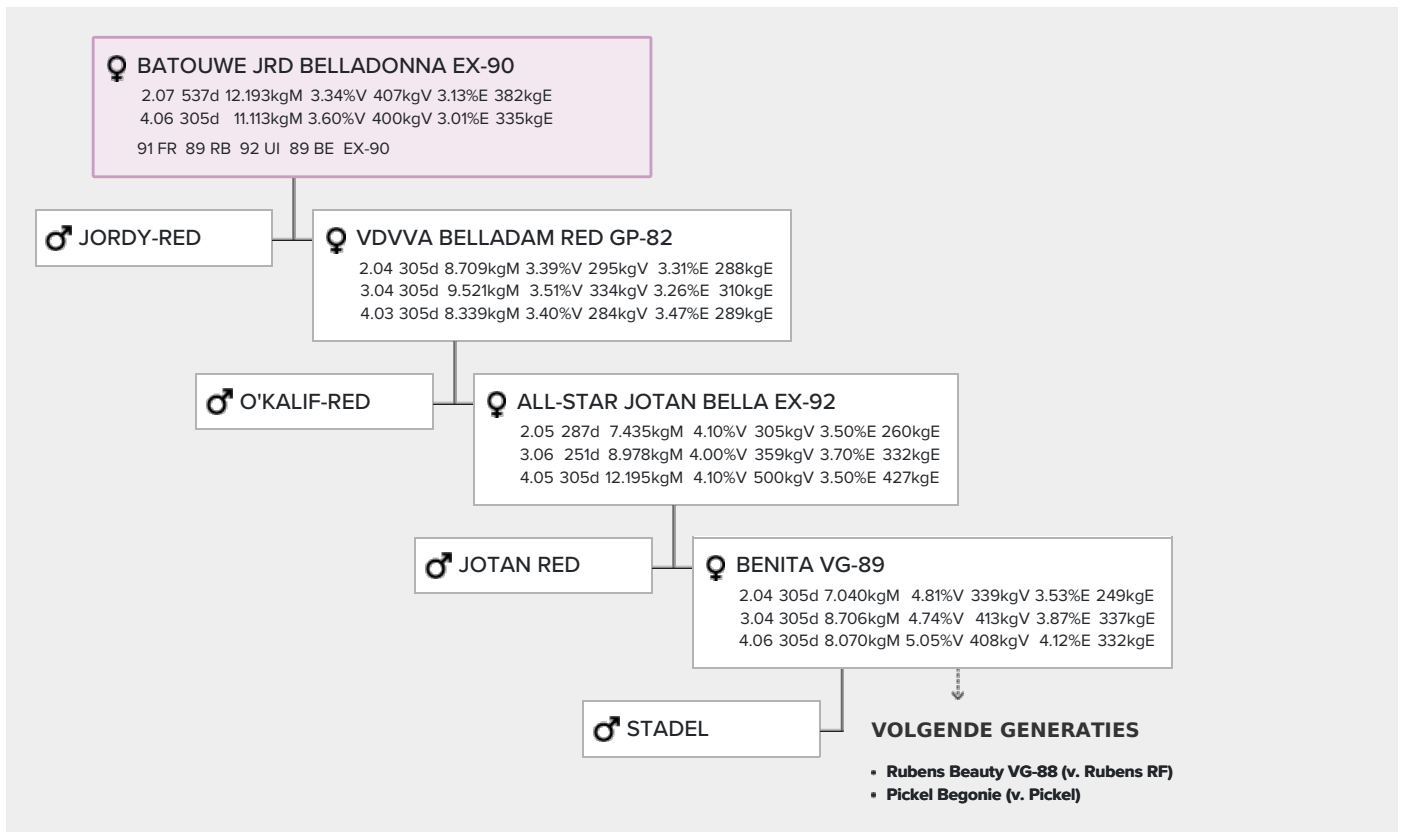 BATOUWE JRD BELLADONNA EX-90
2.07 537d 12.193kgM 3.34%V 407kgV 3.13%E 382kgE
4.06 305d 11.113kgM 3.60%V 400kgV 3.01%E 335kgE
91 FR 89 RB 92 UI 89 BE EX-90
JORDY-RED
VDVVA BELLADAM RED GP-82
2.04 305d 8.709kgM 3.39%V 295kgV 3.31%E 288kgE
3.04 305d 9.521kgM 3.51%V 334kgV 3.26%E 310kgE
4.03 305d 8.339kgM 3.40%V 284kgV 3.47%E 289kgE
O'KALIF-RED
ALL-STAR JOTAN BELLA EX-92
2.05 287d 7.435kgM 4.10%V 305kgV 3.50%E 260kgE
3.06 251d 8.978kgM 4.00%V 359kgV 3.70%E 332kgE
4.05 305d 12.195kgM 4.10%V 500kgV 3.50%E 427kgE
JOTAN RED
BENITA VG-89
2.04 305d 7.040kgM 4.81%V 339kgV 3.53%E 249kgE
3.04 305d 8.706kgM 4.74%V 413kgV 3.87%E 337kgE
4.06 305d 8.070kgM 5.05%V 408kgV 4.12%E 332kgE
STADEL
VOLGENDE GENERATIES
▪ Rubens Beauty VG-88 (v. Rubens RF)
▪ Pickel Begonie (v. Pickel)